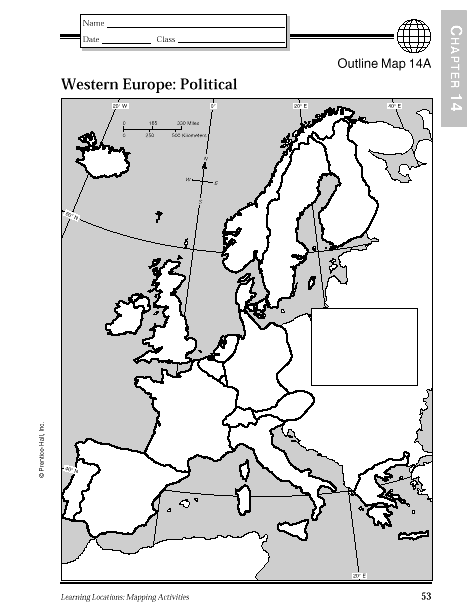 Name
Date Class
CHAPTER 14
Outline Map 14A
Western Europe: Political
20° W
0°
20° E
40° E
0 165 330 Miles
0 250 500 Kilometers
N
W E
S
60° N
40° N
20° E
© Prentice-Hall, Inc.
Learning Locations: Mapping Activities 53